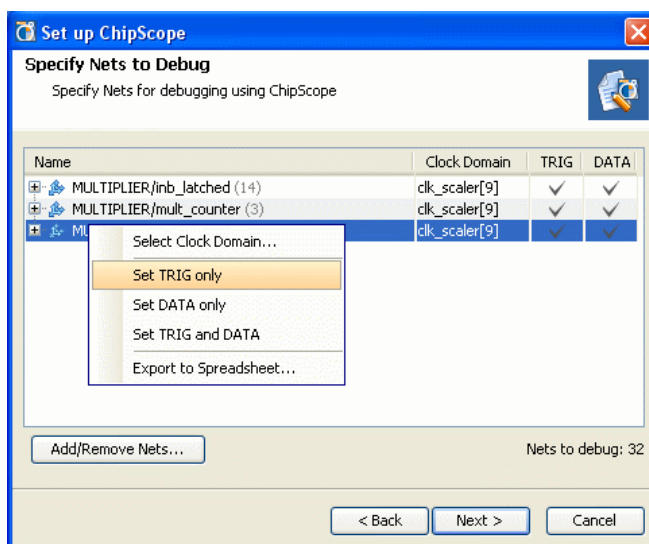 Set up ChipScope
Specify Nets to Debug
Specify Nets for debugging using ChipScope
Name Clock Domain TRIG DATA
MULTIPLIER/inb_latched (14) clk_scaler[9]
MULTIPLIER/mult_counter (3) clk_scaler[9]
MU clk_scaler[9]
Select Clock Domain...
Set TRIG only
Set DATA only
Set TRIG and DATA
Export to Spreadsheet...
Add/Remove Nets... Nets to debug: 32
< Back Next > Cancel